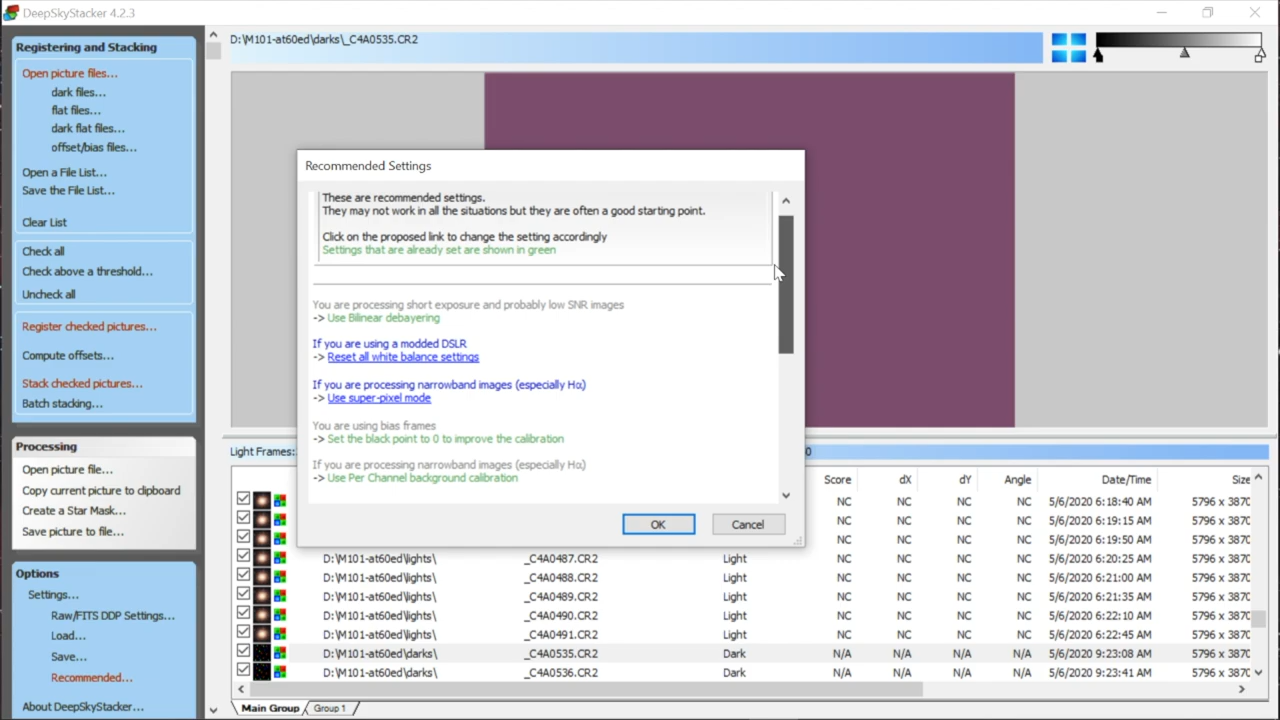 DeepSkyStacker 4.2.3
Registering and Stacking
Open picture files...
dark files...
flat files...
dark flat files...
offset/bias files...
Open a File List...
Save the File List...
Clear List
Check all
Check above a threshold...
Uncheck all
Register checked pictures...
Compute offsets...
Stack checked pictures...
Batch stacking...
Processing
Open picture file...
Copy current picture to clipboard
Create a Star Mask...
Save picture to file...
Options
Settings...
Raw/FITS DDP Settings...
Load...
Save...
Recommended...
About DeepSkyStacker...
D:\M101-at60ed\darks\_C4A0535.CR2
Recommended Settings
These are recommended settings.
They may not work in all the situations but they are often a good starting point.
Click on the proposed link to change the setting accordingly
Settings that are already set are shown in green
You are processing short exposure and probably low SNR images
-> Use Bilinear debayering
If you are using a modded DSLR
-> Reset all white balance settings
If you are processing narrowband images (especially Hα)
-> Use super-pixel mode
You are using bias frames
-> Set the black point to 0 to improve the calibration
If you are processing narrowband images (especially Hα)
-> Use Per Channel background calibration
OK Cancel
Light Frames: 0
Score dX dY Angle Date/Time Size
NC NC NC NC 5/6/2020 6:18:40 AM 5796 x 3870
NC NC NC NC 5/6/2020 6:19:15 AM 5796 x 3870
NC NC NC NC 5/6/2020 6:19:50 AM 5796 x 3870
D:\M101-at60ed\lights\ _C4A0487.CR2 Light NC NC NC NC 5/6/2020 6:20:25 AM 5796 x 3870
D:\M101-at60ed\lights\ _C4A0488.CR2 Light NC NC NC NC 5/6/2020 6:21:00 AM 5796 x 3870
D:\M101-at60ed\lights\ _C4A0489.CR2 Light NC NC NC NC 5/6/2020 6:21:35 AM 5796 x 3870
D:\M101-at60ed\lights\ _C4A0490.CR2 Light NC NC NC NC 5/6/2020 6:22:10 AM 5796 x 3870
D:\M101-at60ed\lights\ _C4A0491.CR2 Light NC NC NC NC 5/6/2020 6:22:45 AM 5796 x 3870
D:\M101-at60ed\darks\ _C4A0535.CR2 Dark N/A N/A N/A N/A 5/6/2020 9:23:08 AM 5796 x 3870
D:\M101-at60ed\darks\ _C4A0536.CR2 Dark N/A N/A N/A N/A 5/6/2020 9:23:41 AM 5796 x 3870
Main Group Group 1